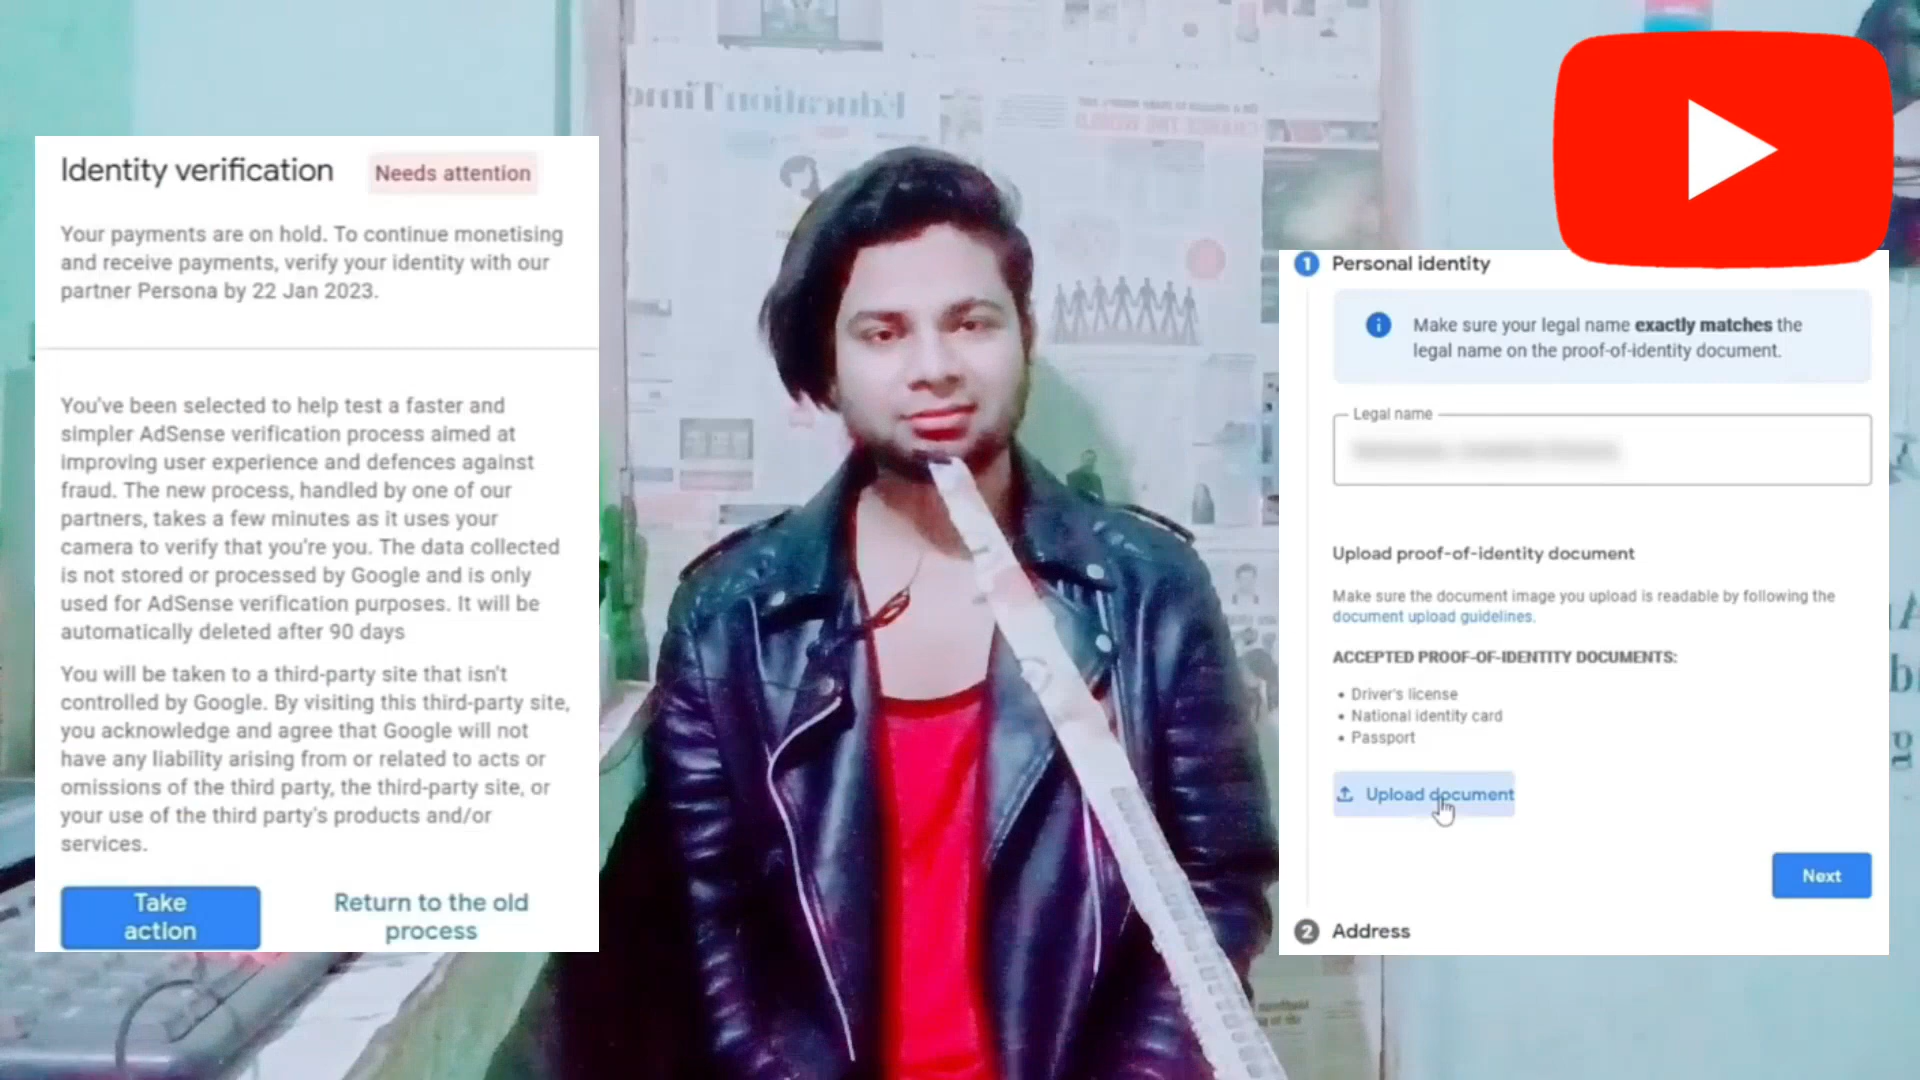 Education Times
CHANGE THE WORLD
Identity verification
Needs attention
Your payments are on hold. To continue monetising
and receive payments, verify your identity with our
partner Persona by 22 Jan 2023.
You've been selected to help test a faster and
simpler AdSense verification process aimed at
improving user experience and defences against
fraud. The new process, handled by one of our
partners, takes a few minutes as it uses your
camera to verify that you're you. The data collected
is not stored or processed by Google and is only
used for AdSense verification purposes. It will be
automatically deleted after 90 days
You will be taken to a third-party site that isn't
controlled by Google. By visiting this third-party site,
you acknowledge and agree that Google will not
have any liability arising from or related to acts or
omissions of the third party, the third-party site, or
your use of the third party's products and/or
services.
Take
action
Return to the old
process
1 Personal identity
Make sure your legal name exactly matches the
legal name on the proof-of-identity document.
Legal name
Upload proof-of-identity document
Make sure the document image you upload is readable by following the
document upload guidelines.
ACCEPTED PROOF-OF-IDENTITY DOCUMENTS:
• Driver's license
• National identity card
• Passport
Upload document
Next
2 Address